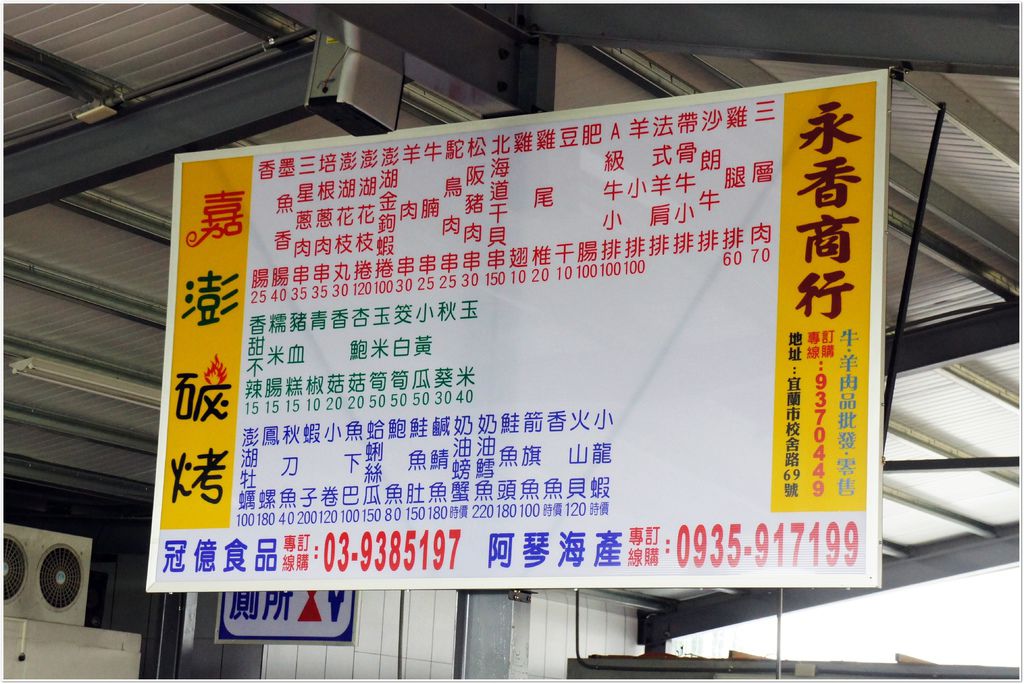 嘉澎碳烤
香腸 25
墨魚香腸 40
三星蔥肉串 35
培根蔥肉串 35
澎湖花枝丸 30
澎湖花枝捲 120
澎湖金鉤蝦捲 100
羊肉串 30
牛腩串 25
駝鳥肉串 25
松阪豬肉串 30
北海道干貝串 150
雞翅 10
雞尾椎 20
豆干 10
肥腸 100
A級牛小排 100
羊小排 100
法式羊肩排
帶骨牛小排
沙朗牛排
雞腿排 60
三層肉 70
香甜不辣 15
糯米腸 15
豬血糕 15
青椒 10
香菇 20
杏鮑菇 20
玉米筍 50
筊白筍 50
小黃瓜 50
秋葵 30
玉米 40
澎湖牡蠣 100
鳳螺 180
秋刀魚 40
蝦子 200
小卷 120
魚下巴 100
蛤蜊絲瓜 150
鮑魚 80
鮭魚肚 150
鹹鯖魚 180
奶油螃蟹 時價
奶油鱈魚 220
鮭魚頭 180
箭旗魚 100
香魚 時價
火山貝 120
小龍蝦 時價
永香商行
牛·羊肉品批發·零售
訂購專線:9370449
地址:宜蘭市校舍路69號
冠億食品 訂購專線:03-9385197 阿琴海產 訂購專線:0935-917199
廁所